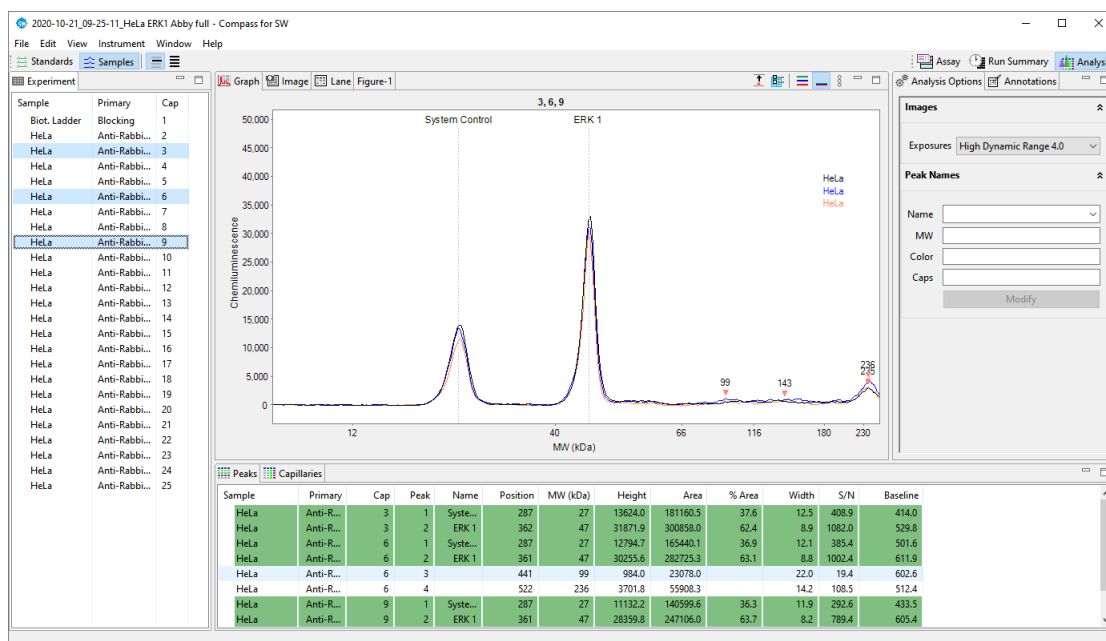 2020-10-21_09-25-11_HeLa ERK1 Abby full - Compass for SW
File Edit View Instrument Window Help
Standards Samples Assay Run Summary Analysis
Experiment
Graph Image Lane Figure-1
Analysis Options Annotations
Sample Primary Cap
Biot. Ladder Blocking 1
HeLa Anti-Rabbi... 2
HeLa Anti-Rabbi... 3
HeLa Anti-Rabbi... 4
HeLa Anti-Rabbi... 5
HeLa Anti-Rabbi... 6
HeLa Anti-Rabbi... 7
HeLa Anti-Rabbi... 8
HeLa Anti-Rabbi... 9
HeLa Anti-Rabbi... 10
HeLa Anti-Rabbi... 11
HeLa Anti-Rabbi... 12
HeLa Anti-Rabbi... 13
HeLa Anti-Rabbi... 14
HeLa Anti-Rabbi... 15
HeLa Anti-Rabbi... 16
HeLa Anti-Rabbi... 17
HeLa Anti-Rabbi... 18
HeLa Anti-Rabbi... 19
HeLa Anti-Rabbi... 20
HeLa Anti-Rabbi... 21
HeLa Anti-Rabbi... 22
HeLa Anti-Rabbi... 23
HeLa Anti-Rabbi... 24
HeLa Anti-Rabbi... 25
3, 6, 9
System Control ERK 1
50,000
45,000
40,000
35,000
30,000
25,000
20,000
15,000
10,000
5,000
0
Chemiluminescence
HeLa
HeLa
HeLa
99 143 236
12 40 66 116 180 230
MW (kDa)
Images
Exposures High Dynamic Range 4.0
Peak Names
Name
MW
Color
Caps
Modify
Peaks Capillaries
Sample Primary Cap Peak Name Position MW (kDa) Height Area % Area Width S/N Baseline
HeLa Anti-R... 3 1 Syste... 287 27 13624.0 181160.5 37.6 12.5 408.9 414.0
HeLa Anti-R... 3 2 ERK 1 362 47 31871.9 300858.0 62.4 8.9 1082.0 529.8
HeLa Anti-R... 6 1 Syste... 287 27 12794.7 165440.1 36.9 12.1 385.4 501.6
HeLa Anti-R... 6 2 ERK 1 361 47 30255.6 282725.3 63.1 8.8 1002.4 611.9
HeLa Anti-R... 6 3 441 99 984.0 23078.0 22.0 19.4 602.6
HeLa Anti-R... 6 4 522 236 3701.8 55908.3 14.2 108.5 512.4
HeLa Anti-R... 9 1 Syste... 287 27 11132.2 140599.6 36.3 11.9 292.6 433.5
HeLa Anti-R... 9 2 ERK 1 361 47 28359.8 247106.0 63.7 8.2 789.4 605.4